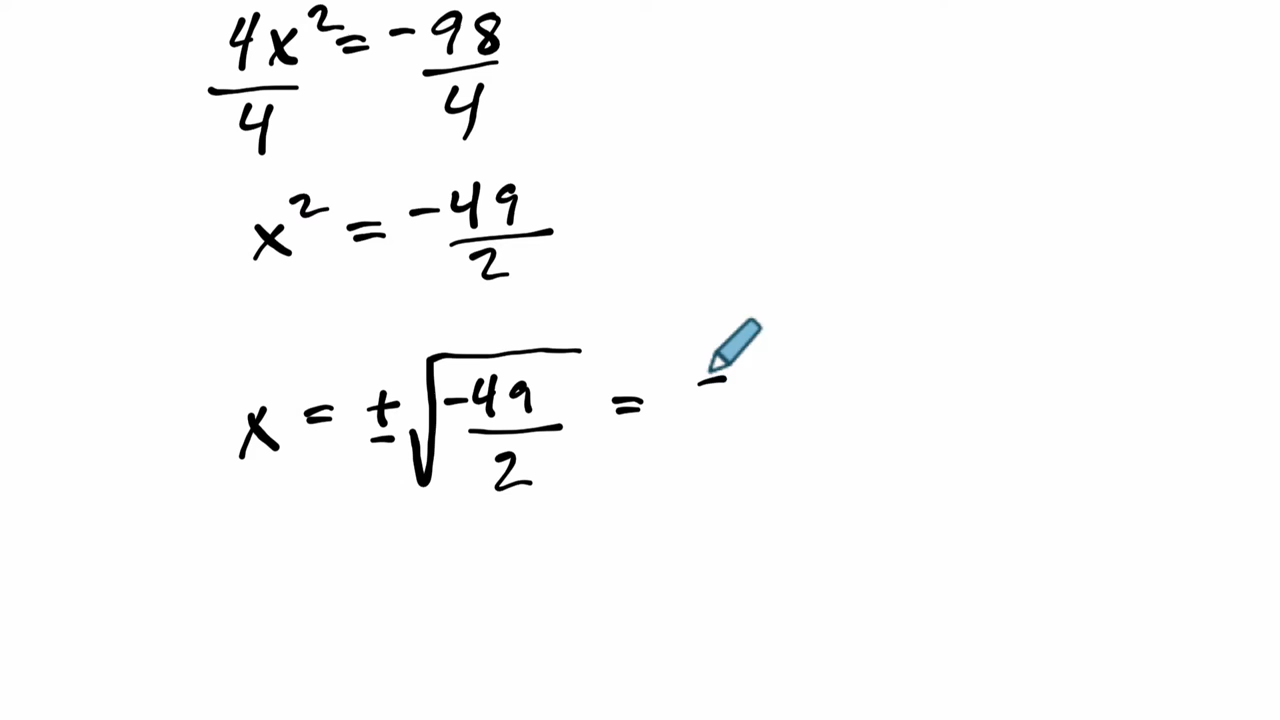 4x² = -98
4 4
x² = -49
2
x = ±√-49 = -
2